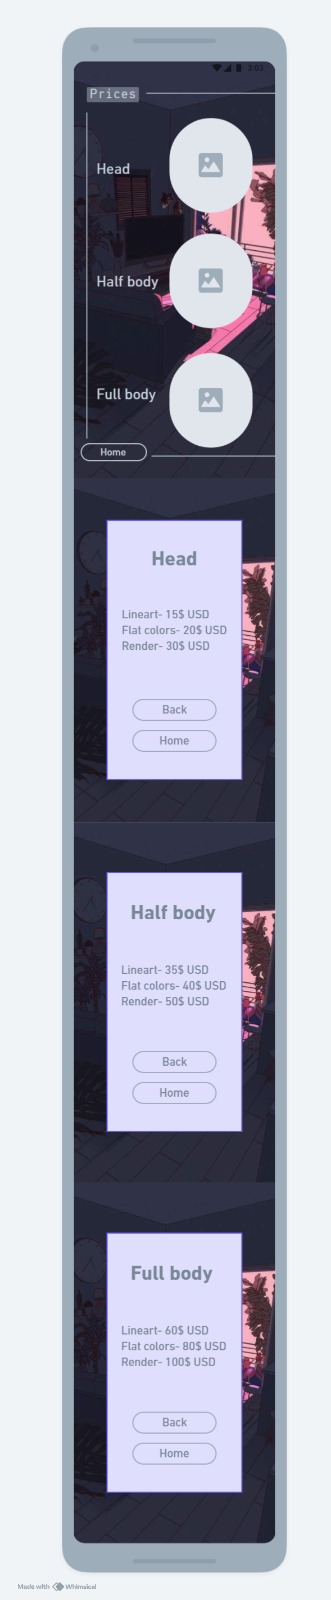 3:03
Prices
Head
Half body
Full body
Home
Head
Lineart- 15$ USD
Flat colors- 20$ USD
Render- 30$ USD
Back
Home
Half body
Lineart- 35$ USD
Flat colors- 40$ USD
Render- 50$ USD
Back
Home
Full body
Lineart- 60$ USD
Flat colors- 80$ USD
Render- 100$ USD
Back
Home
Made with Whimsical